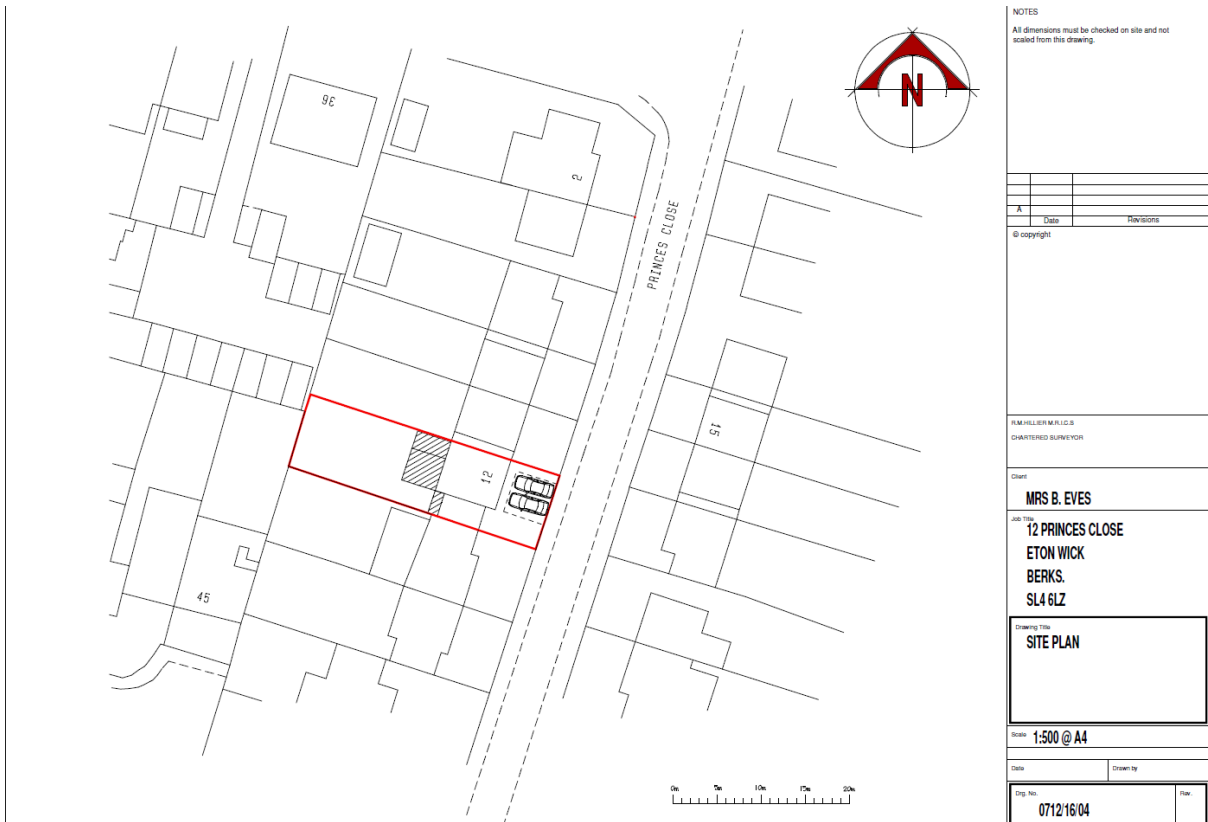 36
2
PRINCES CLOSE
15
12
45
0m 5m 10m 15m 20m
N
NOTES
All dimensions must be checked on site and not
scaled from this drawing.
A
Date Revisions
© copyright
R.M.HILLIER M.R.I.C.S
CHARTERED SURVEYOR
Client
MRS B. EVES
Job Title
12 PRINCES CLOSE
ETON WICK
BERKS.
SL4 6LZ
Drawing Title
SITE PLAN
Scale 1:500 @ A4
Date Drawn by
Drg. No. Rev.
0712/16/04